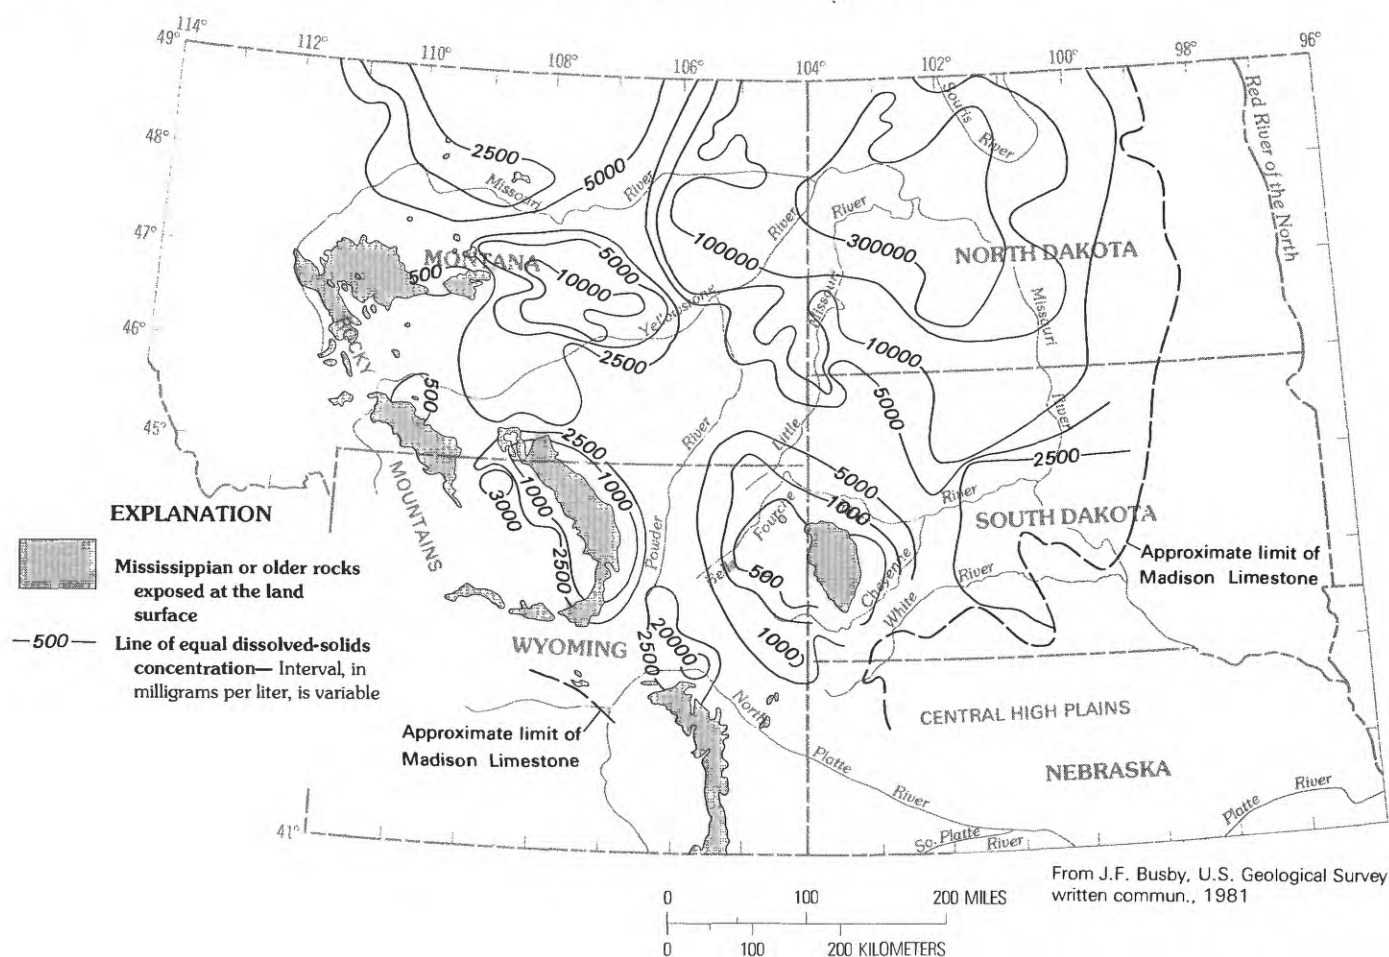 114°
49°
112°
110°
108°
106°
104°
102°
100°
98°
96°
48°
47°
46°
45°
41°
2500
Missouri
5000
River
Souris
River
Red River of the North
MONTANA
500
5000
10000
2500
Yellowstone
River
100000
River
300000
NORTH DAKOTA
Missouri
Missouri
River
10000
5000
2500
ROCKY
MOUNTAINS
500
2500
1000
1000
3000
2500
Powder
River
Little
5000
1000
Belle Fourche
500
Cheyenne
River
White
River
1000
SOUTH DAKOTA
Approximate limit of
Madison Limestone
EXPLANATION
Mississippian or older rocks
exposed at the land
surface
—500— Line of equal dissolved-solids
concentration— Interval, in
milligrams per liter, is variable
WYOMING
20000
2500
Approximate limit of
Madison Limestone
North
Platte
River
CENTRAL HIGH PLAINS
NEBRASKA
So. Platte
River
Platte
River
From J.F. Busby, U.S. Geological Survey
written commun., 1981
0 100 200 MILES
0 100 200 KILOMETERS